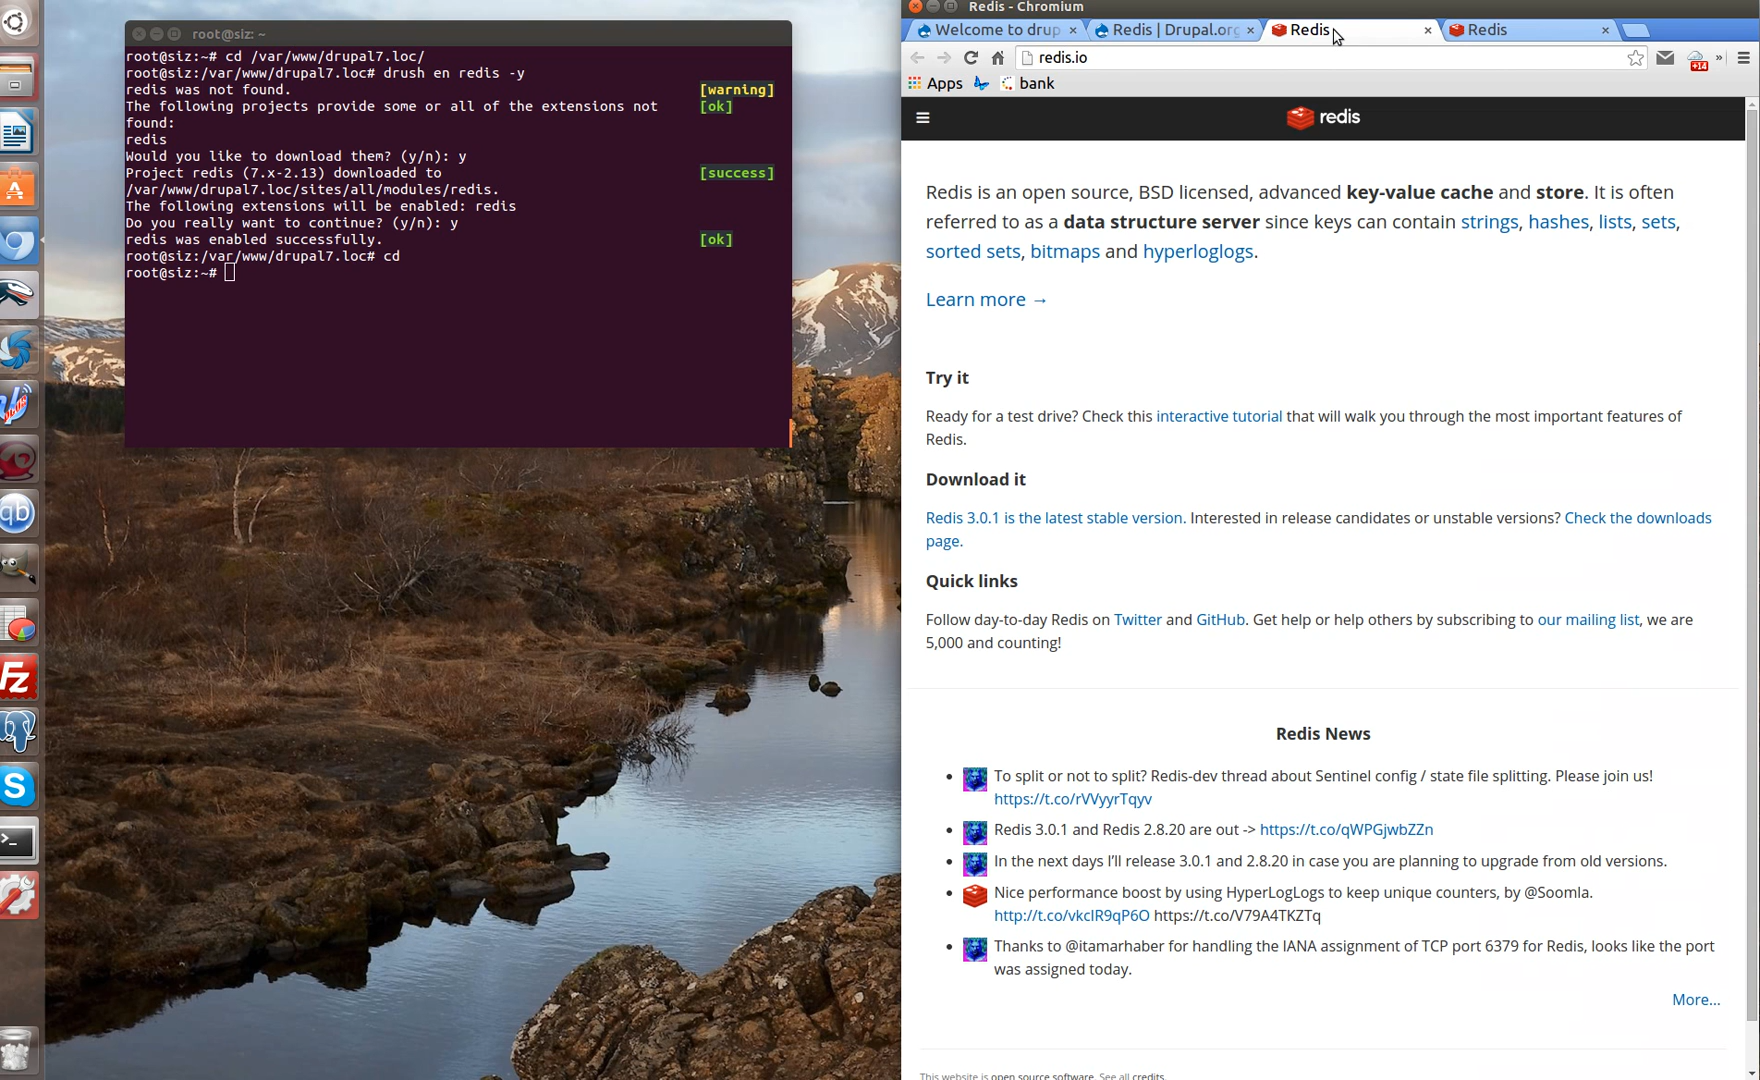 root@siz: ~
root@siz:~# cd /var/www/drupal7.loc/
root@siz:/var/www/drupal7.loc# drush en redis -y
redis was not found. [warning]
The following projects provide some or all of the extensions not [ok]
found:
redis
Would you like to download them? (y/n): y
Project redis (7.x-2.13) downloaded to [success]
/var/www/drupal7.loc/sites/all/modules/redis.
The following extensions will be enabled: redis
Do you really want to continue? (y/n): y
redis was enabled successfully. [ok]
root@siz:/var/www/drupal7.loc# cd
root@siz:~#
Redis - Chromium
Welcome to drup
Redis | Drupal.org
Redis
Redis
redis.io
+14
»
Apps
bank
redis
Redis is an open source, BSD licensed, advanced key-value cache and store. It is often
referred to as a data structure server since keys can contain strings, hashes, lists, sets,
sorted sets, bitmaps and hyperloglogs.
Learn more →
Try it
Ready for a test drive? Check this interactive tutorial that will walk you through the most important features of
Redis.
Download it
Redis 3.0.1 is the latest stable version. Interested in release candidates or unstable versions? Check the downloads
page.
Quick links
Follow day-to-day Redis on Twitter and GitHub. Get help or help others by subscribing to our mailing list, we are
5,000 and counting!
Redis News
To split or not to split? Redis-dev thread about Sentinel config / state file splitting. Please join us!
https://t.co/rVVyyrTqyv
Redis 3.0.1 and Redis 2.8.20 are out -> https://t.co/qWPGjwbZZn
In the next days I'll release 3.0.1 and 2.8.20 in case you are planning to upgrade from old versions.
Nice performance boost by using HyperLogLogs to keep unique counters, by @Soomla.
http://t.co/vkcIR9qP6O https://t.co/V79A4TKZTq
Thanks to @itamarhaber for handling the IANA assignment of TCP port 6379 for Redis, looks like the port
was assigned today.
More...
This website is open source software. See all credits.
qb
FZ
S